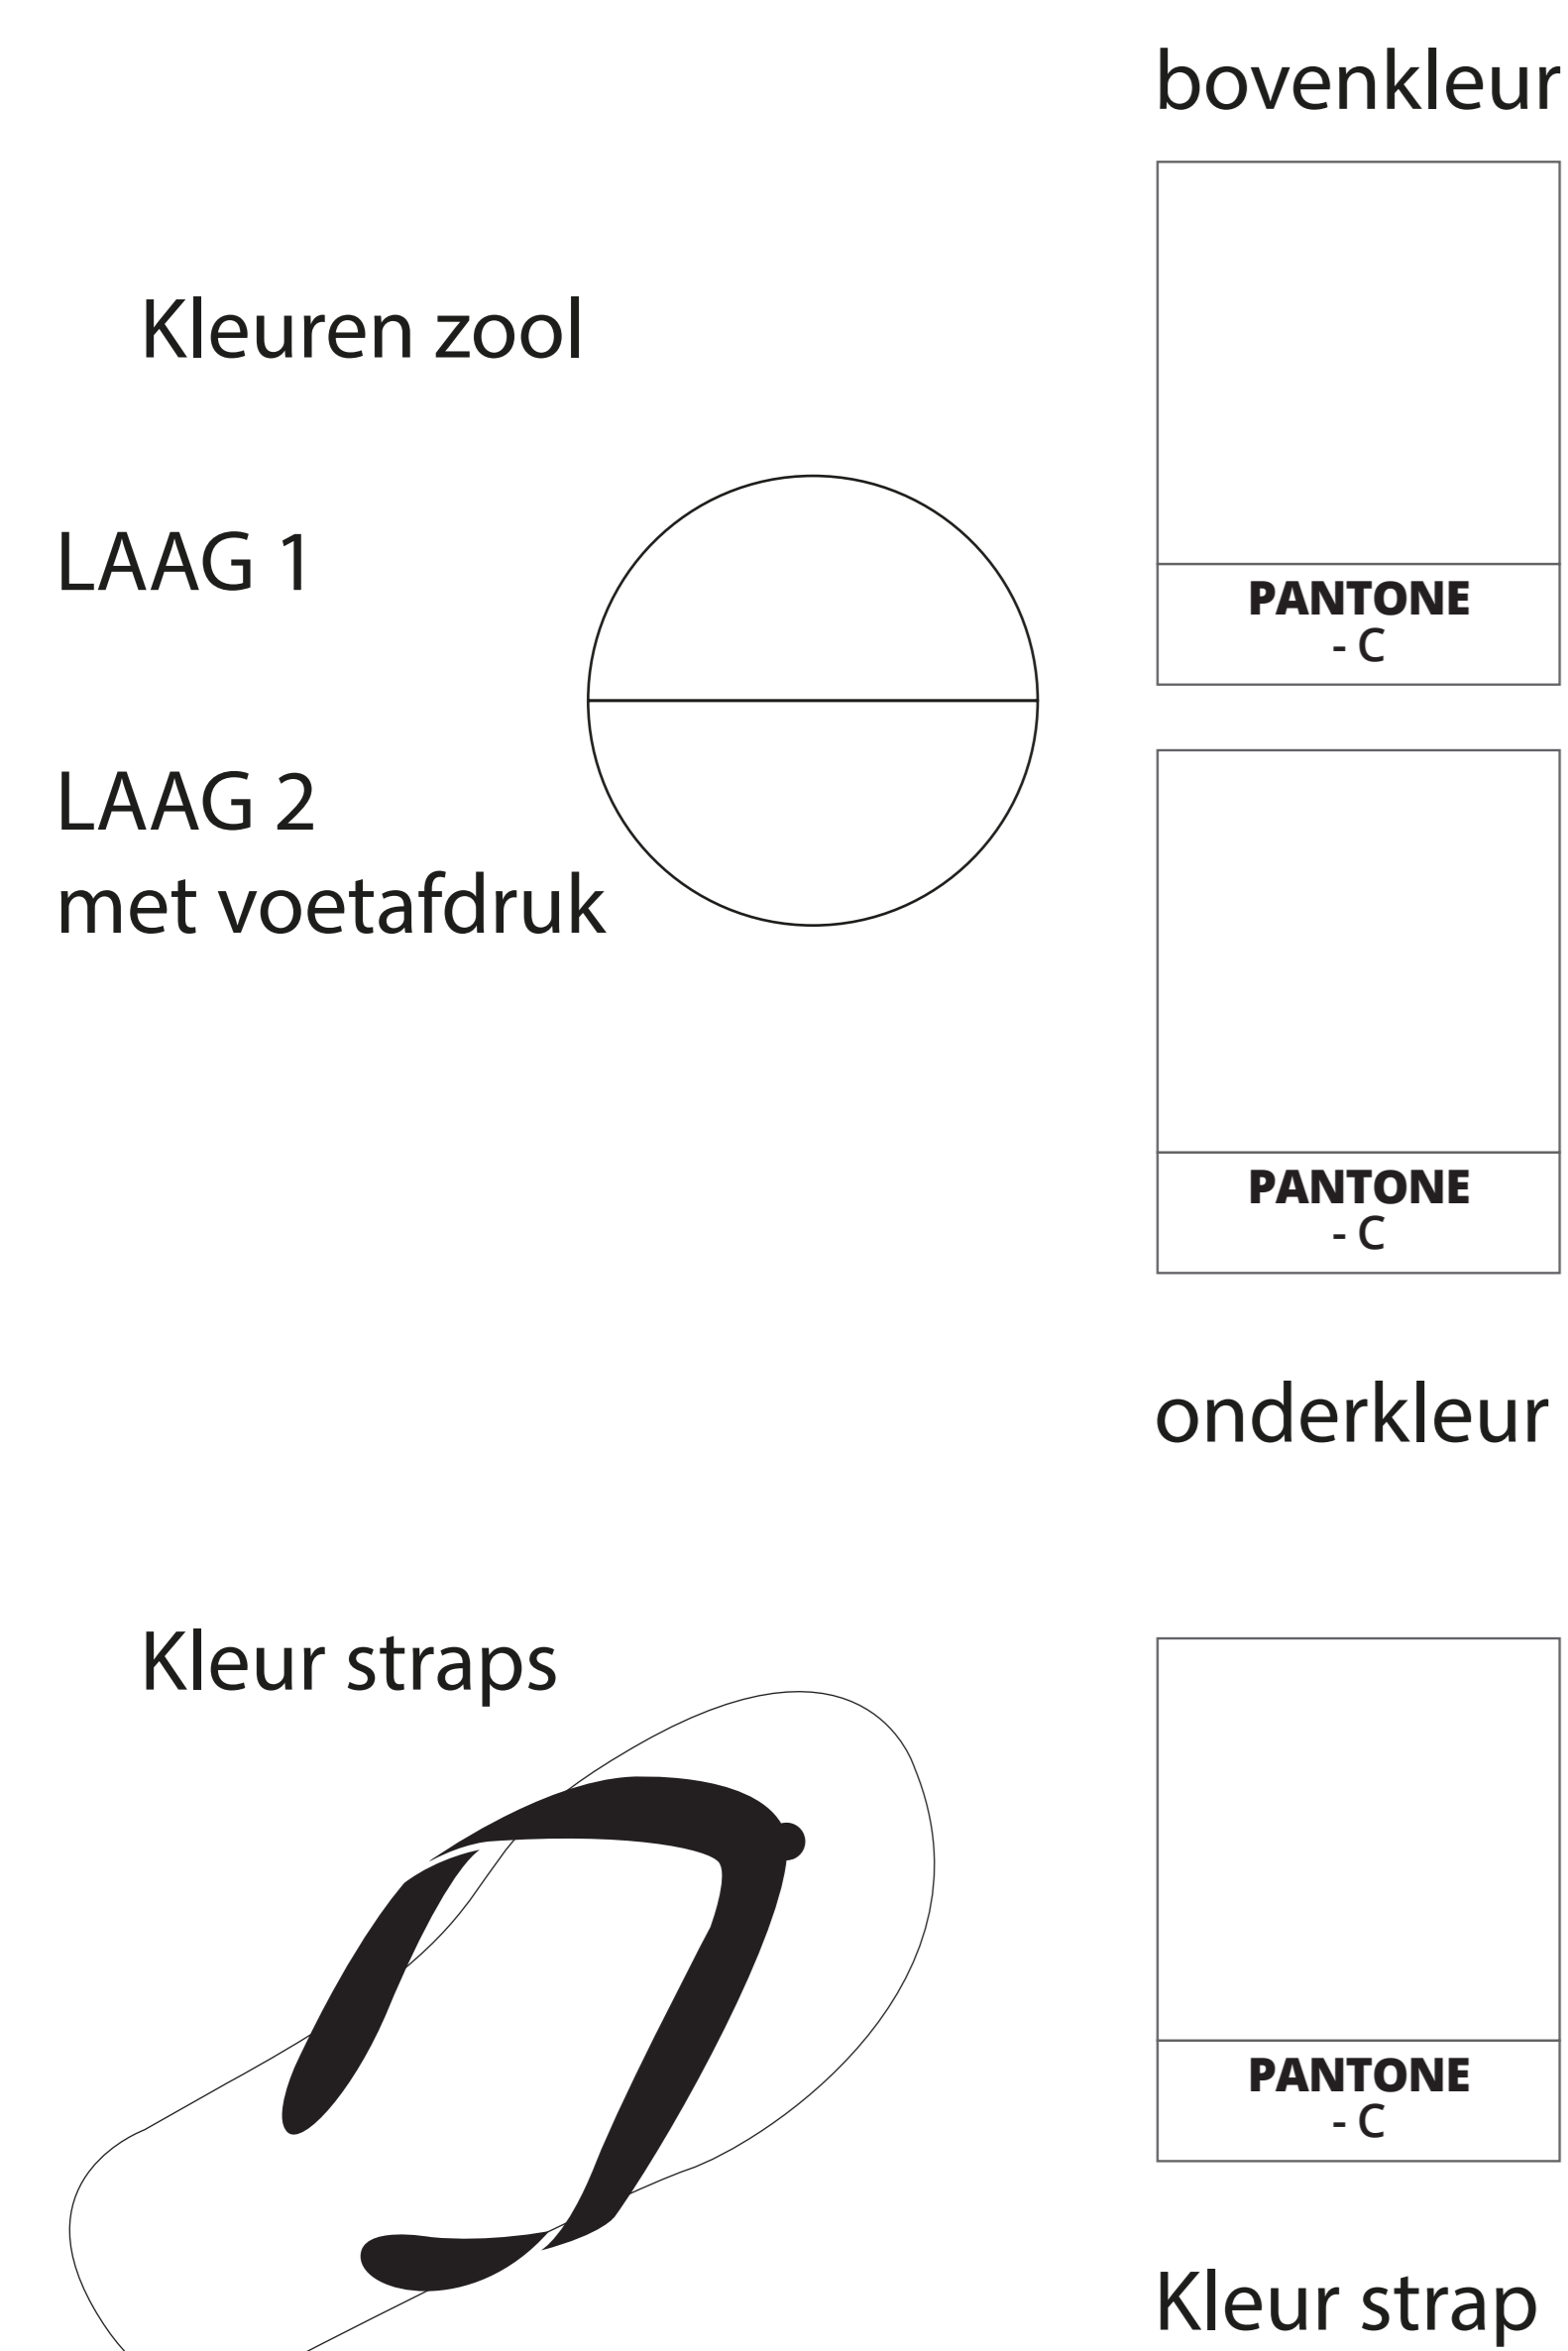 bovenkleur
Kleuren zool
LAAG 1
PANTONE
- C
LAAG 2
met voetafdruk
PANTONE
- C
onderkleur
Kleur straps
PANTONE
- C
Kleur strap